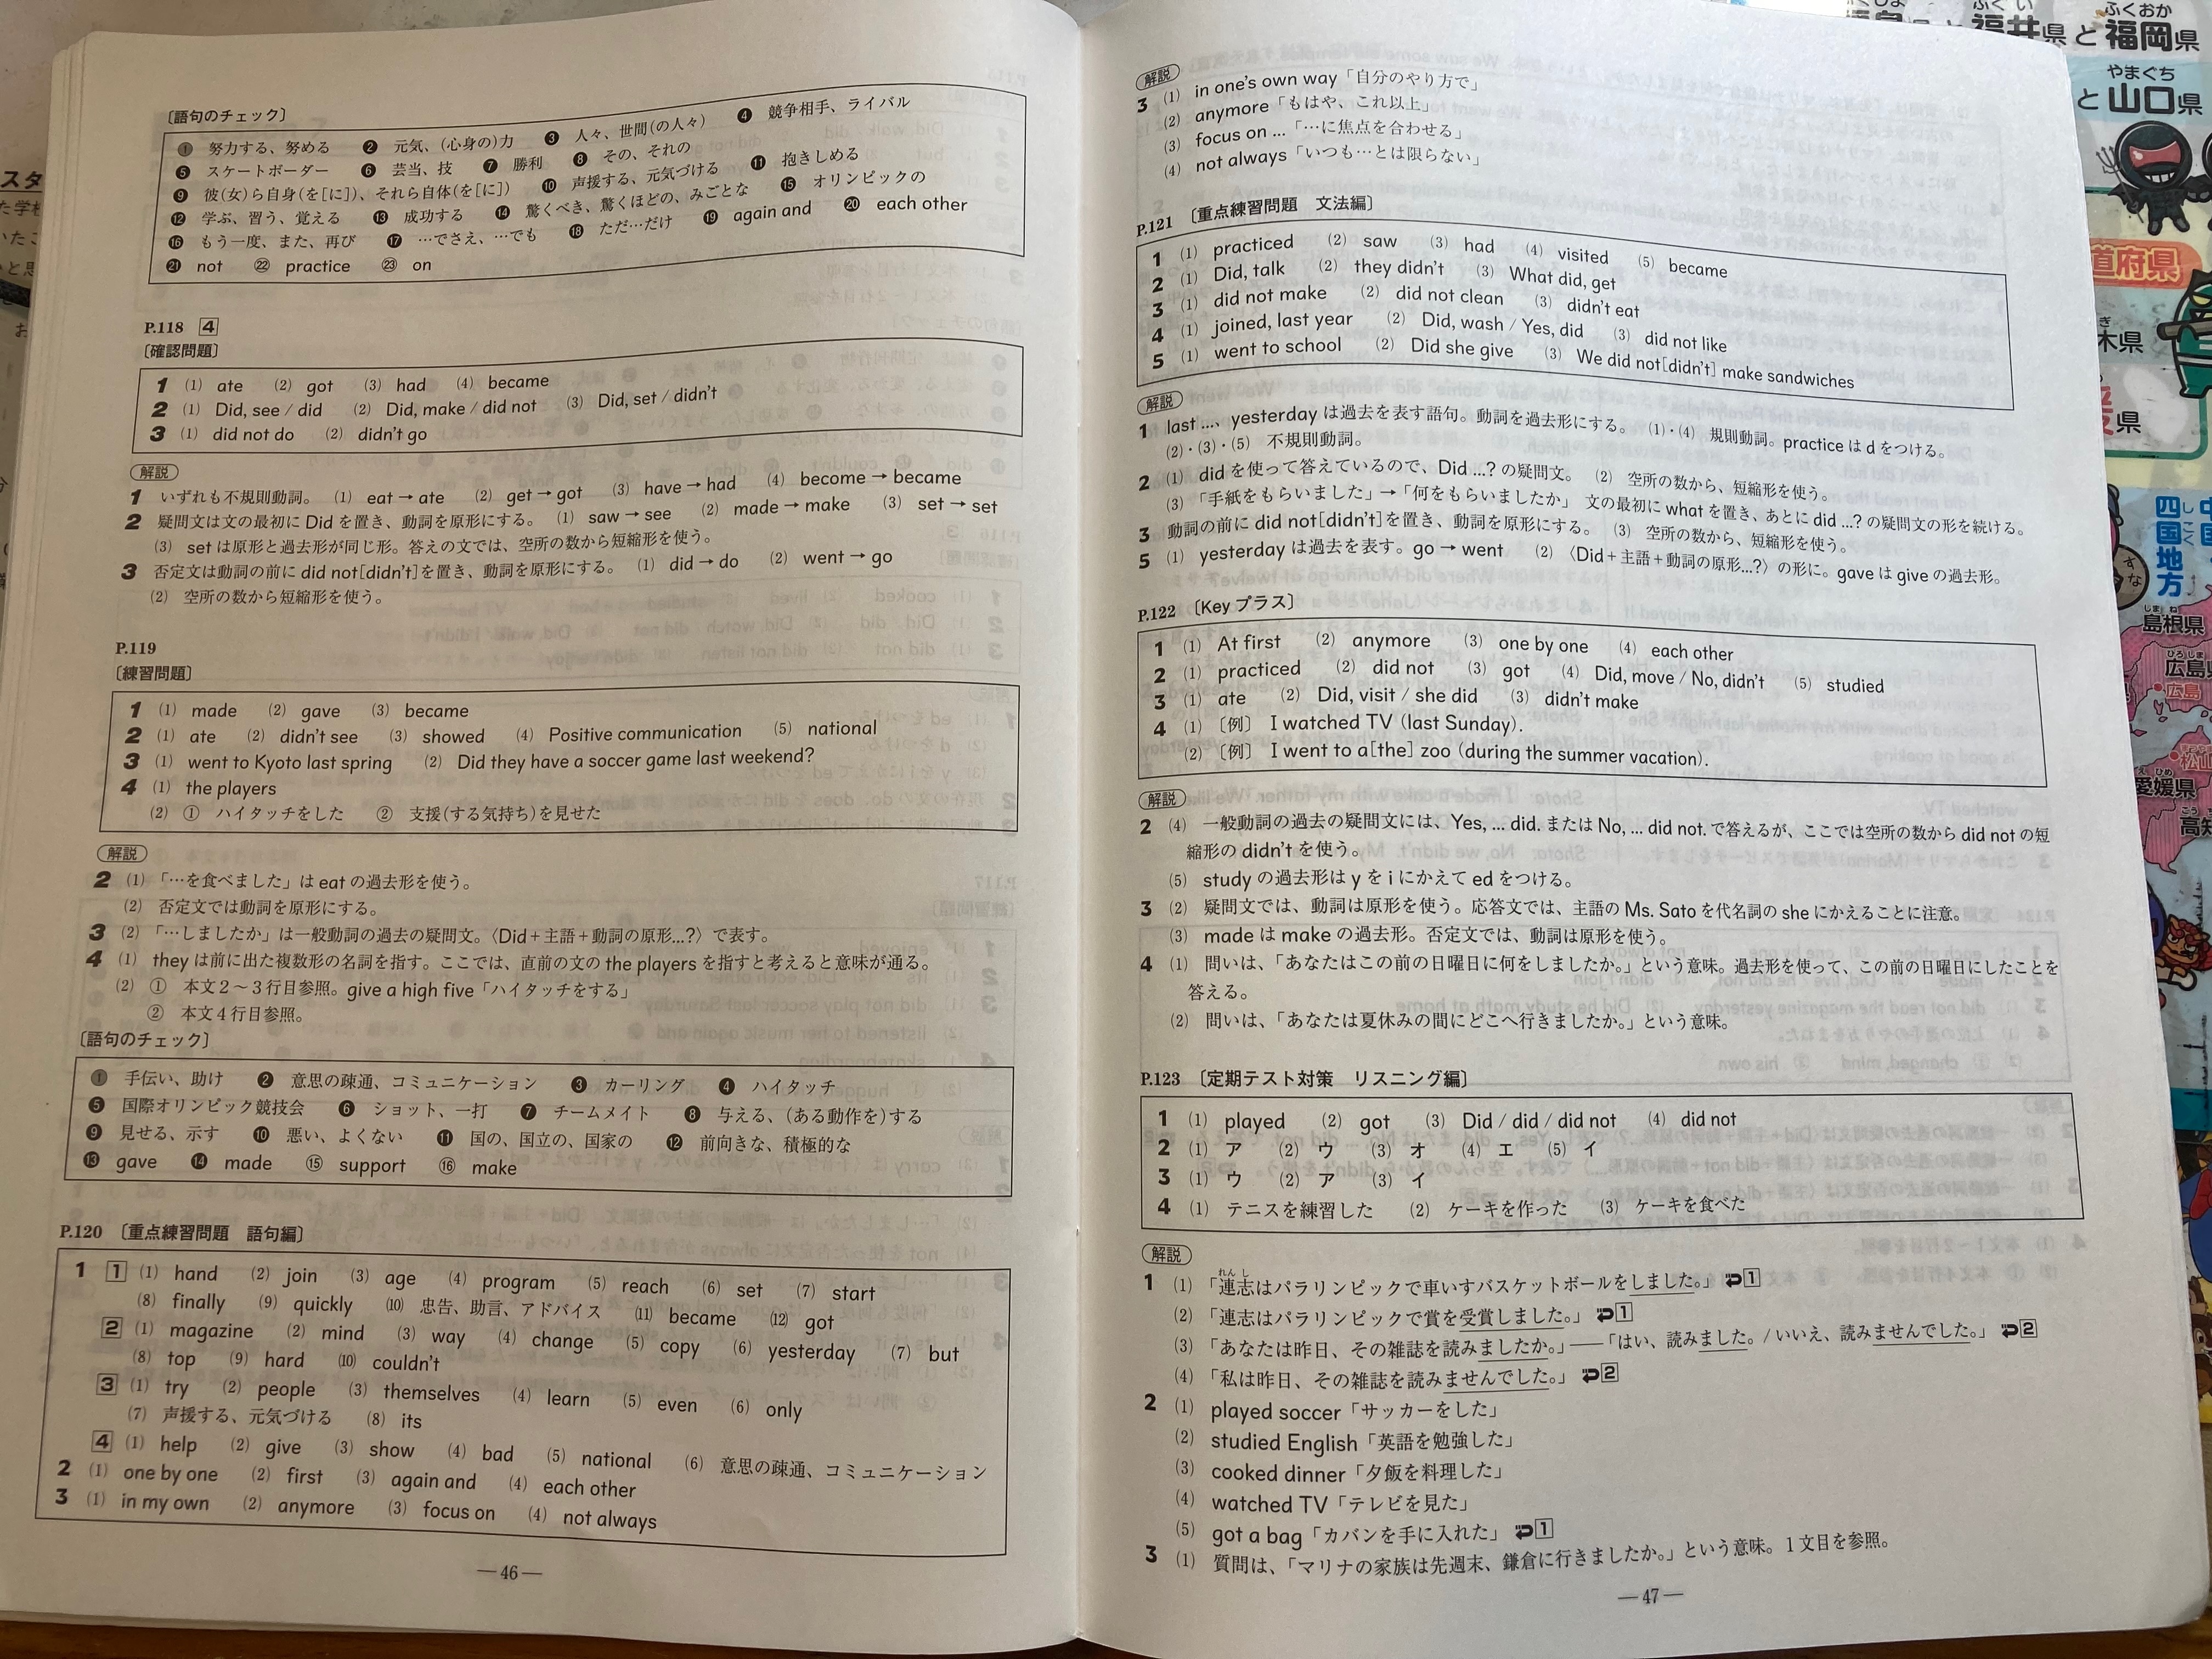 〔語句のチェック〕
❶ 努力する、努める ❷ 元気、(心身の)力 ❸ 人々、世間(の人々) ❹ 競争相手、ライバル
❺ スケートボーダー ❻ 芸当、技 ❼ 勝利 ❽ その、それの
❾ 彼(女)ら自身(を[に])、それら自体(を[に]) ❿ 声援する、元気づける ⓫ 抱きしめる
⓬ 学ぶ、習う、覚える ⓭ 成功する ⓮ 驚くべき、驚くほどの、みごとな ⓯ オリンピックの
⓰ もう一度、また、再び ⓱ …でさえ、…でも ⓲ ただ…だけ ⓳ again and ⓴ each other
㉑ not ㉒ practice ㉓ on
P.118 4
〔確認問題〕
1 (1) ate (2) got (3) had (4) became
2 (1) Did, see / did (2) Did, make / did not (3) Did, set / didn't
3 (1) did not do (2) didn't go
解説
1 いずれも不規則動詞。 (1) eat → ate (2) get → got (3) have → had (4) become → became
2 疑問文は文の最初に Did を置き、動詞を原形にする。 (1) saw → see (2) made → make (3) set → set
(3) set は原形と過去形が同じ形。答えの文では、空所の数から短縮形を使う。
3 否定文は動詞の前に did not[didn't]を置き、動詞を原形にする。 (1) did → do (2) went → go
(2) 空所の数から短縮形を使う。
P.119
〔練習問題〕
1 (1) made (2) gave (3) became
2 (1) ate (2) didn't see (3) showed (4) Positive communication (5) national
3 (1) went to Kyoto last spring (2) Did they have a soccer game last weekend?
4 (1) the players
(2) ① ハイタッチをした ② 支援(する気持ち)を見せた
解説
2 (1) 「…を食べました」は eat の過去形を使う。
(2) 否定文では動詞を原形にする。
3 (2) 「…しましたか」は一般動詞の過去の疑問文。〈Did+主語+動詞の原形...?〉で表す。
4 (1) they は前に出た複数形の名詞を指す。ここでは、直前の文の the players を指すと考えると意味が通る。
(2) ① 本文2〜3行目参照。give a high five「ハイタッチをする」
② 本文4行目参照。
〔語句のチェック〕
❶ 手伝い、助け ❷ 意思の疎通、コミュニケーション ❸ カーリング ❹ ハイタッチ
❺ 国際オリンピック競技会 ❻ ショット、一打 ❼ チームメイト ❽ 与える、(ある動作を)する
❾ 見せる、示す ❿ 悪い、よくない ⓫ 国の、国立の、国家の ⓬ 前向きな、積極的な
⓭ gave ⓮ made ⑮ support ⑯ make
P.120 〔重点練習問題 語句編〕
1 1 (1) hand (2) join (3) age (4) program (5) reach (6) set (7) start
(8) finally (9) quickly (10) 忠告、助言、アドバイス (11) became (12) got
2 (1) magazine (2) mind (3) way (4) change (5) copy (6) yesterday (7) but
(8) top (9) hard (10) couldn't
3 (1) try (2) people (3) themselves (4) learn (5) even (6) only
(7) 声援する、元気づける (8) its
4 (1) help (2) give (3) show (4) bad (5) national (6) 意思の疎通、コミュニケーション
2 (1) one by one (2) first (3) again and (4) each other
3 (1) in my own (2) anymore (3) focus on (4) not always
— 46 —
解説
3 (1) in one's own way「自分のやり方で」
(2) anymore「もはや、これ以上」
(3) focus on ...「…に焦点を合わせる」
(4) not always「いつも…とは限らない」
P.121 〔重点練習問題 文法編〕
1 (1) practiced (2) saw (3) had (4) visited (5) became
2 (1) Did, talk (2) they didn't (3) What did, get
3 (1) did not make (2) did not clean (3) didn't eat
4 (1) joined, last year (2) Did, wash / Yes, did (3) did not like
5 (1) went to school (2) Did she give (3) We did not[didn't] make sandwiches
解説
1 last ...、yesterday は過去を表す語句。動詞を過去形にする。 (1)・(4) 規則動詞。practice は d をつける。
(2)・(3)・(5) 不規則動詞。
2 (1) did を使って答えているので、Did ...? の疑問文。 (2) 空所の数から、短縮形を使う。
(3) 「手紙をもらいました」→「何をもらいましたか」 文の最初に what を置き、あとに did ...? の疑問文の形を続ける。
3 動詞の前に did not[didn't]を置き、動詞を原形にする。 (3) 空所の数から、短縮形を使う。
5 (1) yesterday は過去を表す。go → went (2) 〈Did+主語+動詞の原形...?〉の形に。gave は give の過去形。
P.122 〔Key プラス〕
1 (1) At first (2) anymore (3) one by one (4) each other
2 (1) practiced (2) did not (3) got (4) Did, move / No, didn't (5) studied
3 (1) ate (2) Did, visit / she did (3) didn't make
4 (1) 〔例〕 I watched TV (last Sunday).
(2) 〔例〕 I went to a[the] zoo (during the summer vacation).
解説
2 (4) 一般動詞の過去の疑問文には、Yes, ... did. または No, ... did not. で答えるが、ここでは空所の数から did not の短
縮形の didn't を使う。
(5) study の過去形は y を i にかえて ed をつける。
3 (2) 疑問文では、動詞は原形を使う。応答文では、主語の Ms. Sato を代名詞の she にかえることに注意。
(3) made は make の過去形。否定文では、動詞は原形を使う。
4 (1) 問いは、「あなたはこの前の日曜日に何をしましたか。」という意味。過去形を使って、この前の日曜日にしたことを
答える。
(2) 問いは、「あなたは夏休みの間にどこへ行きましたか。」という意味。
P.123 〔定期テスト対策 リスニング編〕
1 (1) played (2) got (3) Did / did / did not (4) did not
2 (1) ア (2) ウ (3) オ (4) エ (5) イ
3 (1) ウ (2) ア (3) イ
4 (1) テニスを練習した (2) ケーキを作った (3) ケーキを食べた
解説
1 (1) 「連志はパラリンピックで車いすバスケットボールをしました。」 1
(2) 「連志はパラリンピックで賞を受賞しました。」 1
(3) 「あなたは昨日、その雑誌を読みましたか。」——「はい、読みました。/ いいえ、読みませんでした。」 2
(4) 「私は昨日、その雑誌を読みませんでした。」 2
2 (1) played soccer「サッカーをした」
(2) studied English「英語を勉強した」
(3) cooked dinner「夕飯を料理した」
(4) watched TV「テレビを見た」
(5) got a bag「カバンを手に入れた」 1
3 (1) 質問は、「マリナの家族は先週末、鎌倉に行きましたか。」という意味。1文目を参照。
— 47 —
福井県と福岡県
と山口県
道府県
木県
県
四国地方
島根県
広島
松山
愛媛県